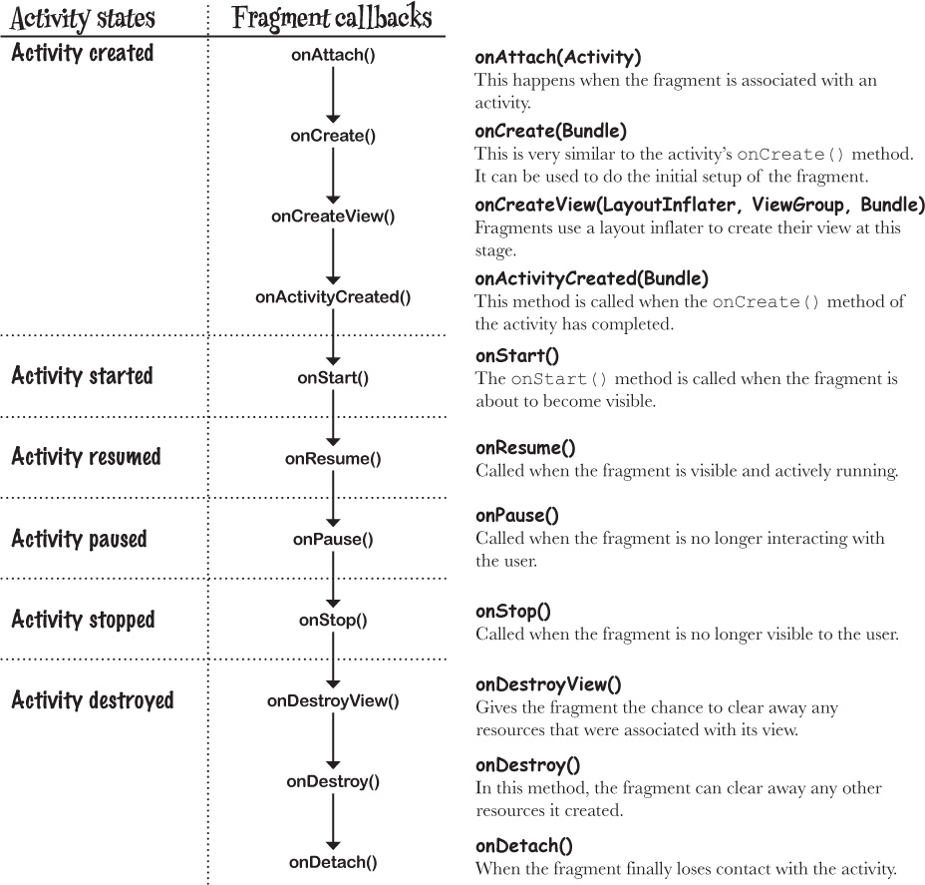 Activity states
Fragment callbacks
Activity created
onAttach()
onCreate()
onCreateView()
onActivityCreated()
Activity started
onStart()
Activity resumed
onResume()
Activity paused
onPause()
Activity stopped
onStop()
Activity destroyed
onDestroyView()
onDestroy()
onDetach()
onAttach(Activity)
This happens when the fragment is associated with an
activity.
onCreate(Bundle)
This is very similar to the activity’s onCreate() method.
It can be used to do the initial setup of the fragment.
onCreateView(LayoutInflater, ViewGroup, Bundle)
Fragments use a layout inflater to create their view at this
stage.
onActivityCreated(Bundle)
This method is called when the onCreate() method of
the activity has completed.
onStart()
The onStart() method is called when the fragment is
about to become visible.
onResume()
Called when the fragment is visible and actively running.
onPause()
Called when the fragment is no longer interacting with
the user.
onStop()
Called when the fragment is no longer visible to the user.
onDestroyView()
Gives the fragment the chance to clear away any
resources that were associated with its view.
onDestroy()
In this method, the fragment can clear away any other
resources it created.
onDetach()
When the fragment finally loses contact with the activity.